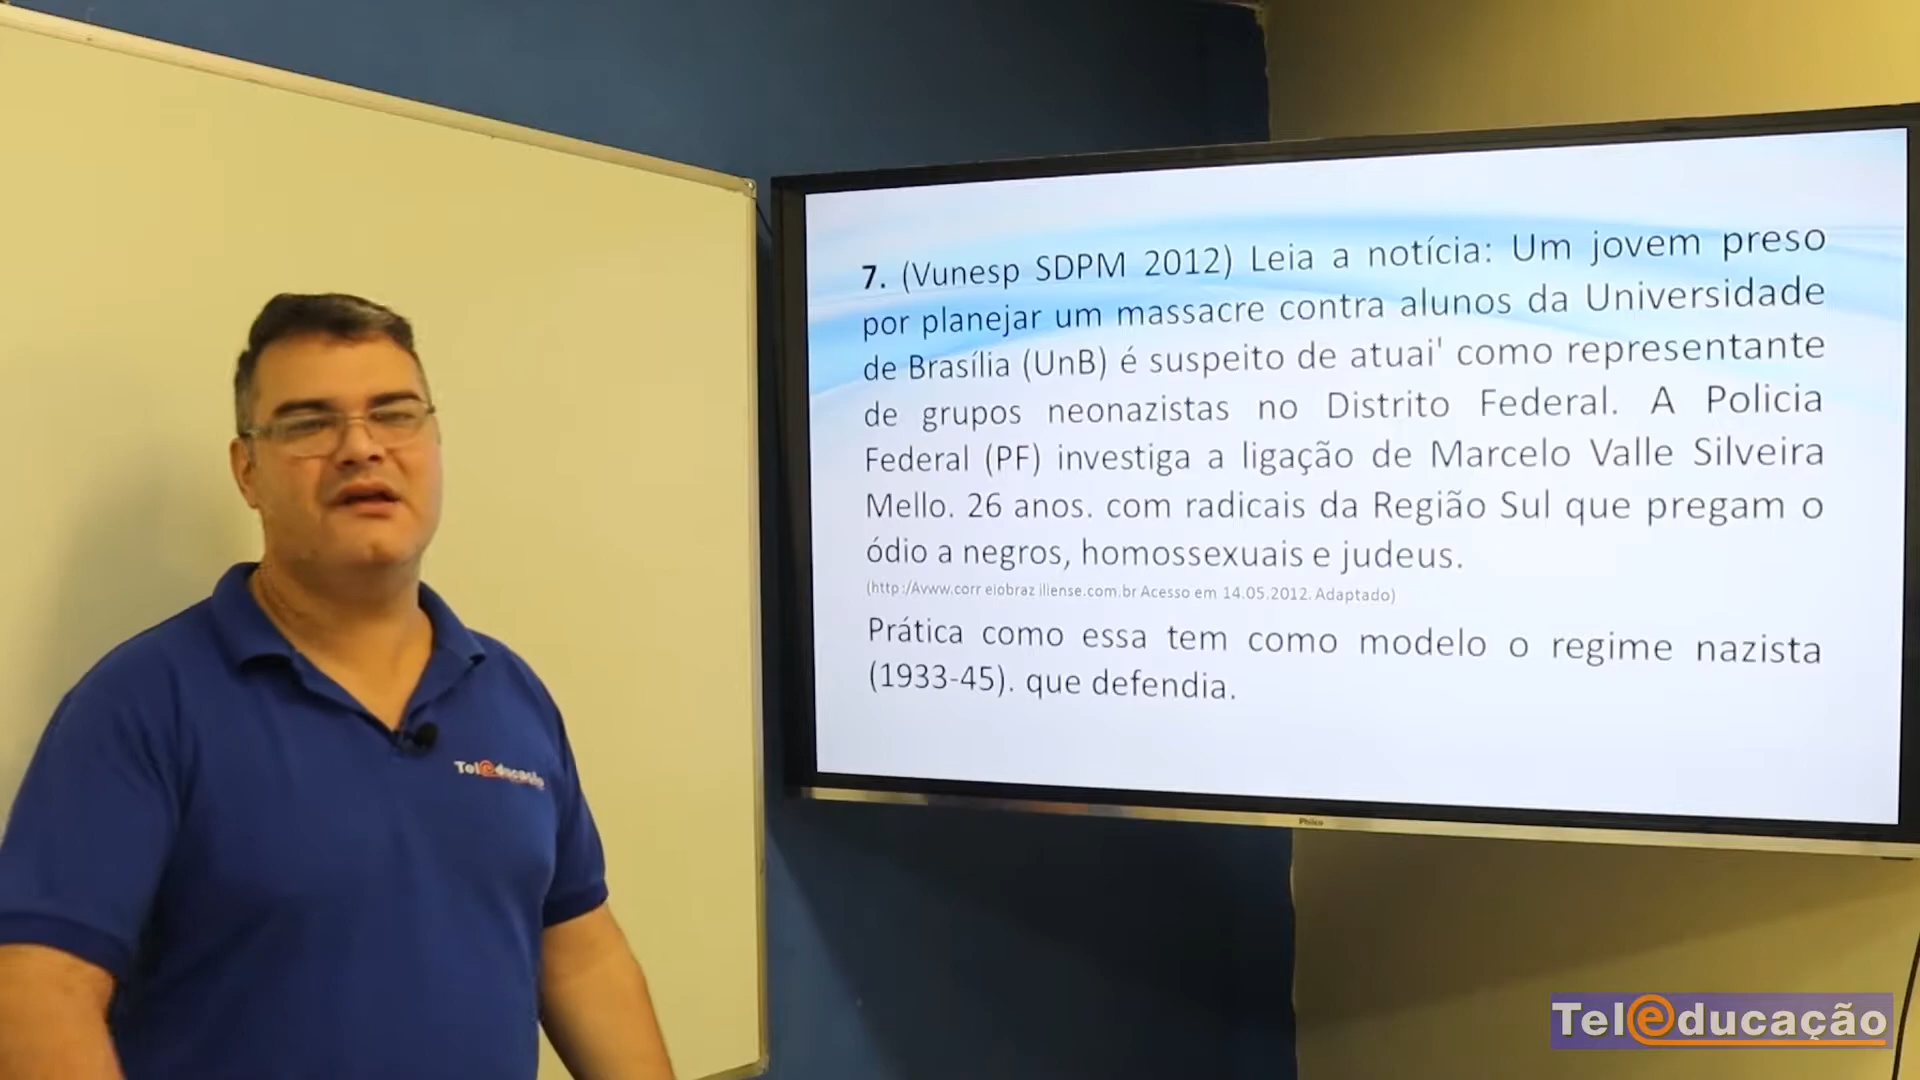 7. (Vunesp SDPM 2012) Leia a notícia: Um jovem preso
por planejar um massacre contra alunos da Universidade
de Brasília (UnB) é suspeito de atuai' como representante
de grupos neonazistas no Distrito Federal. A Policia
Federal (PF) investiga a ligação de Marcelo Valle Silveira
Mello. 26 anos. com radicais da Região Sul que pregam o
ódio a negros, homossexuais e judeus.
(http:/Avww.corr eiobraz iliense.com.br Acesso em 14.05.2012. Adaptado)
Prática como essa tem como modelo o regime nazista
(1933-45). que defendia.
Teleducação
Philco
Teleducação